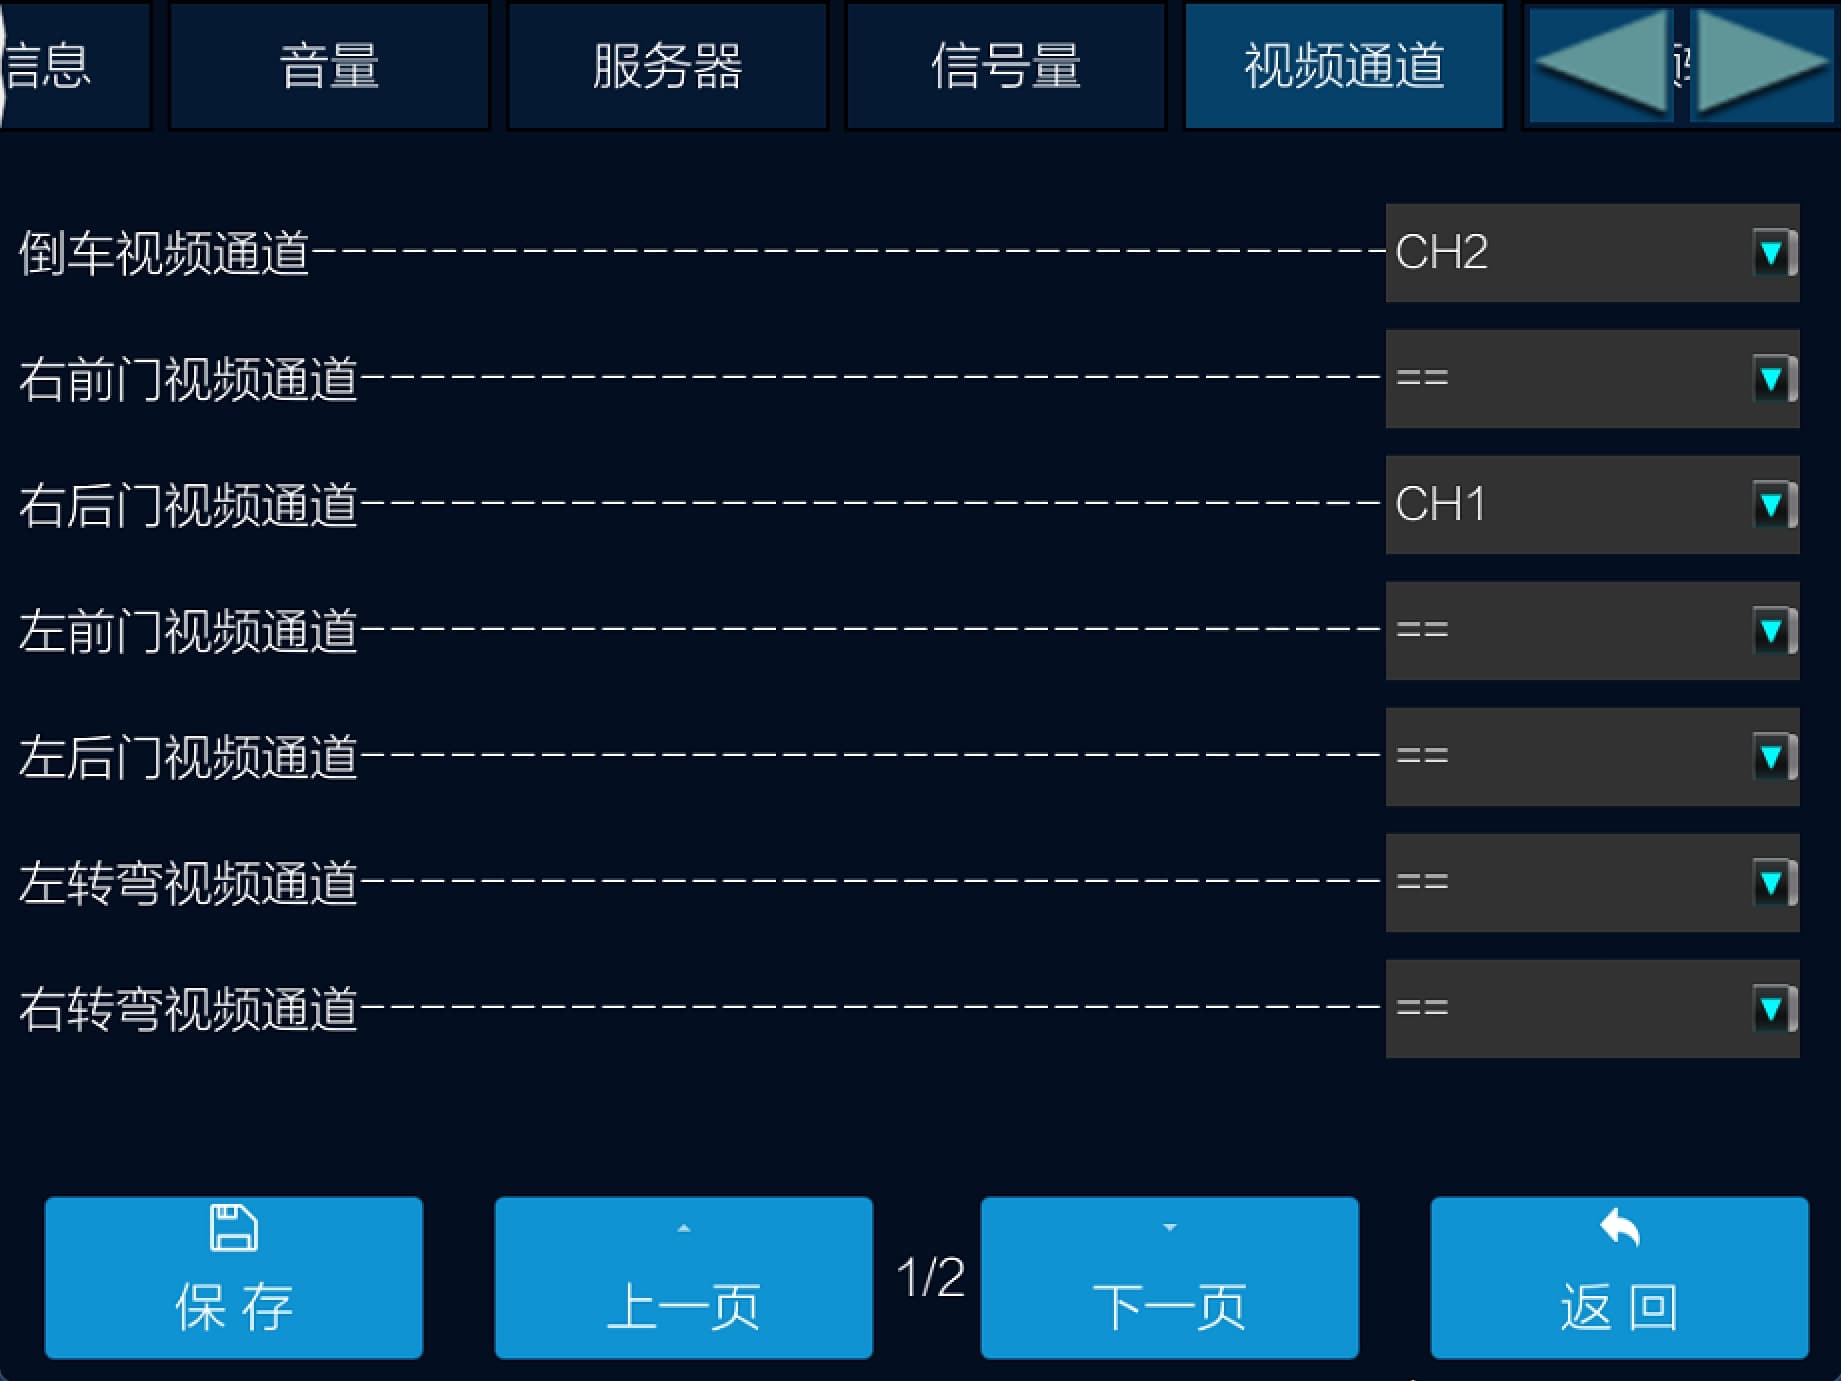 信息 音量 服务器 信号量 视频通道
倒车视频通道 CH2
右前门视频通道 ==
右后门视频通道 CH1
左前门视频通道 ==
左后门视频通道 ==
左转弯视频通道 ==
右转弯视频通道 ==
保存 上一页 1/2 下一页 返回